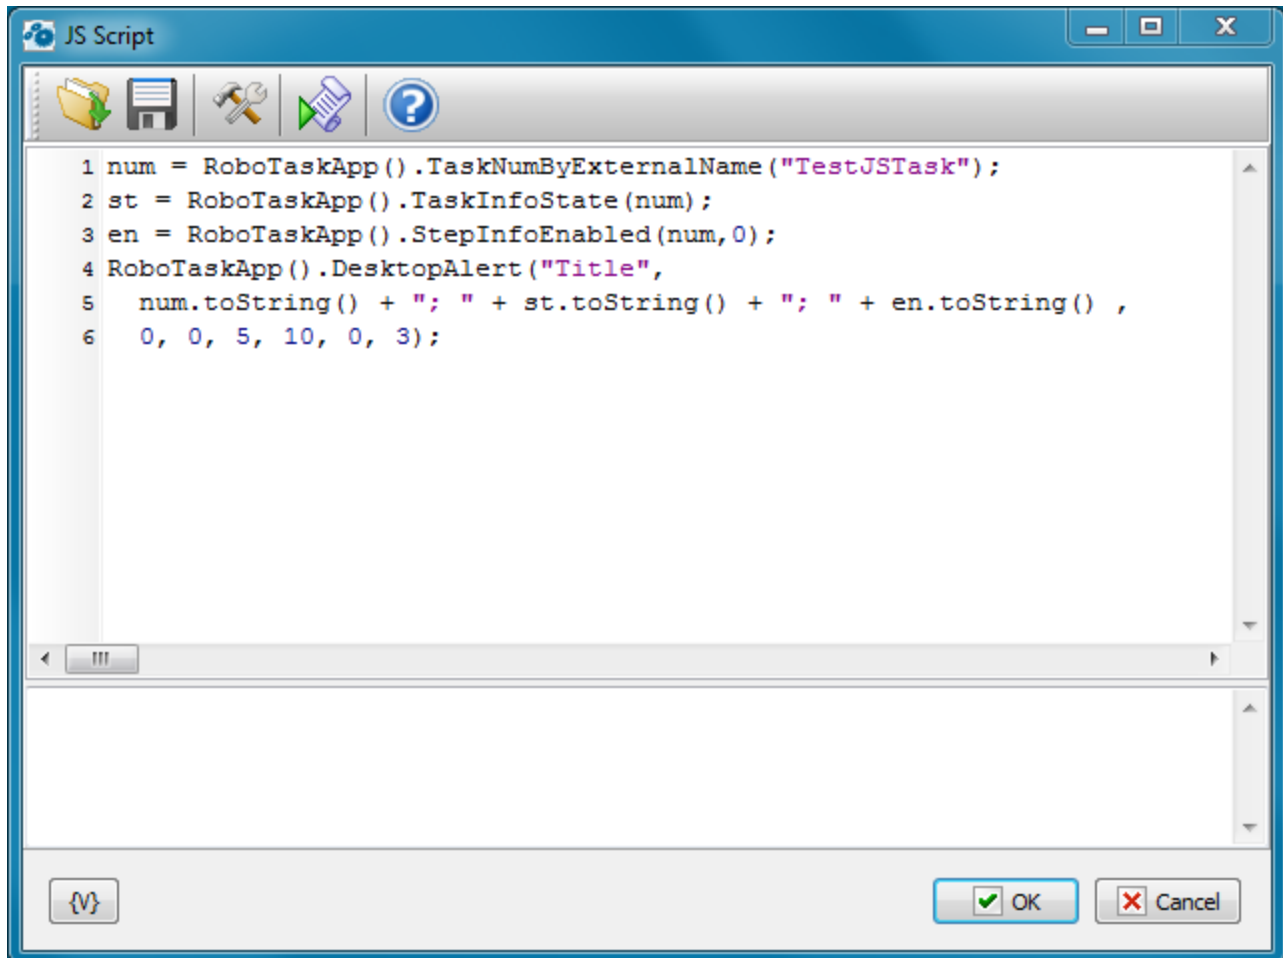 JS Script
1 num = RoboTaskApp().TaskNumByExternalName("TestJSTask");
2 st = RoboTaskApp().TaskInfoState(num);
3 en = RoboTaskApp().StepInfoEnabled(num,0);
4 RoboTaskApp().DesktopAlert("Title",
5   num.toString() + "; " + st.toString() + "; " + en.toString() ,
6   0, 0, 5, 10, 0, 3);
{V} OK Cancel